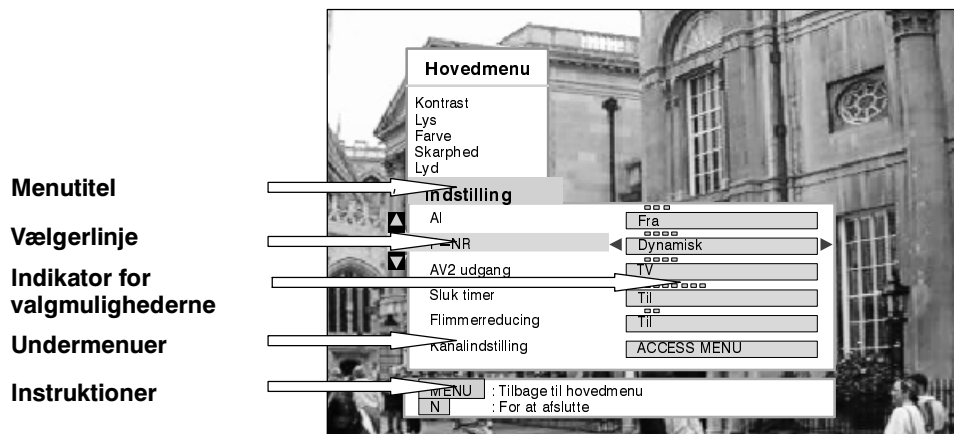 Menutitel
Vælgerlinje
Indikator for
valgmulighederne
Undermenuer
Instruktioner
Hovedmenu
Kontrast
Lys
Farve
Skarphed
Lyd
Indstilling
AI Fra
NR Dynamisk
AV2 udgang TV
Sluk timer Til
Flimmerreducing Til
Kanalindstilling ACCESS MENU
MENU : Tilbage til hovedmenu
N : For at afslutte